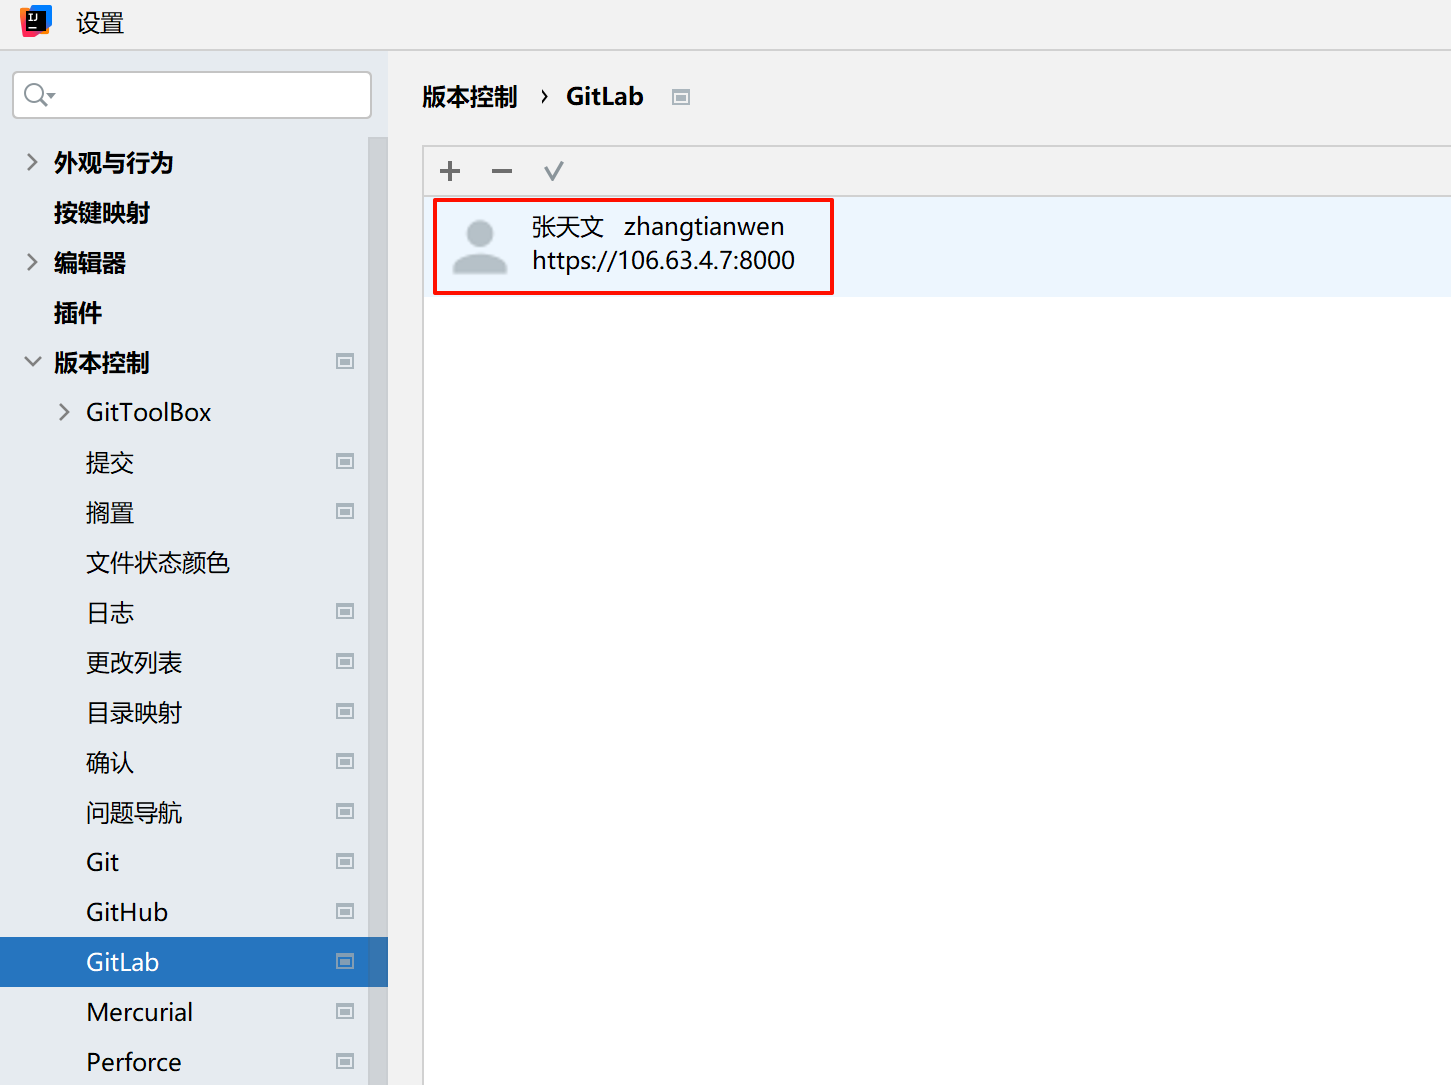 设置
外观与行为
按键映射
编辑器
插件
版本控制
GitToolBox
提交
搁置
文件状态颜色
日志
更改列表
目录映射
确认
问题导航
Git
GitHub
GitLab
Mercurial
Perforce
版本控制 › GitLab
张天文 zhangtianwen
https://106.63.4.7:8000